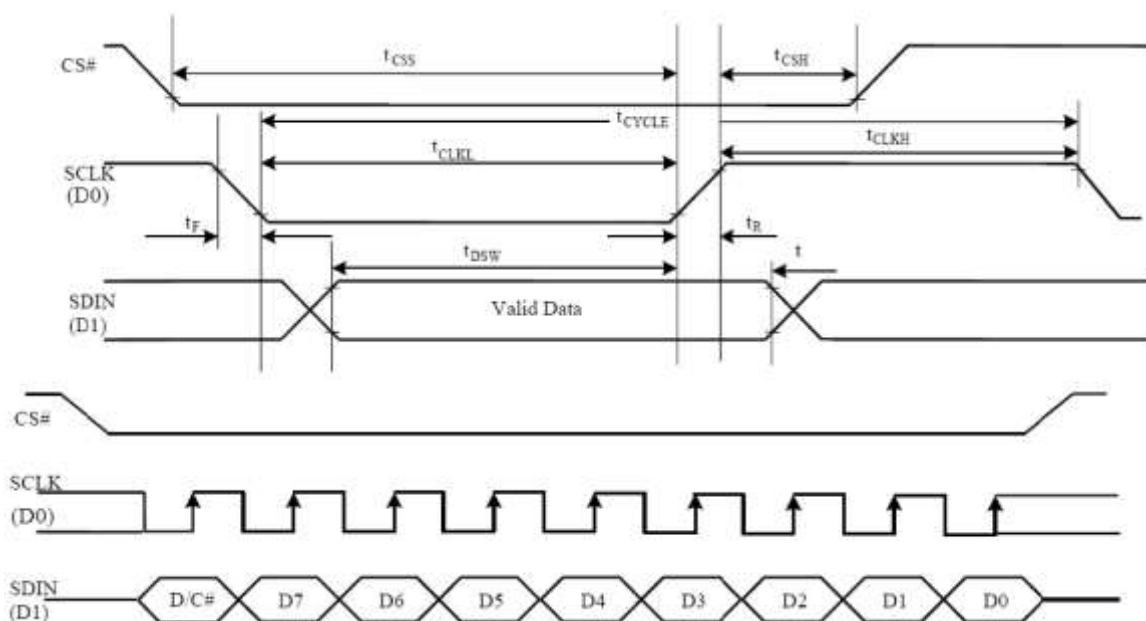 CS#
tCSS
tCSH
tCYCLE
tCLKL
tCLKH
SCLK
(D0)
tF
tR
tDSW
t
SDIN
(D1)
Valid Data
CS#
SCLK
(D0)
SDIN
(D1)
D/C# D7 D6 D5 D4 D3 D2 D1 D0